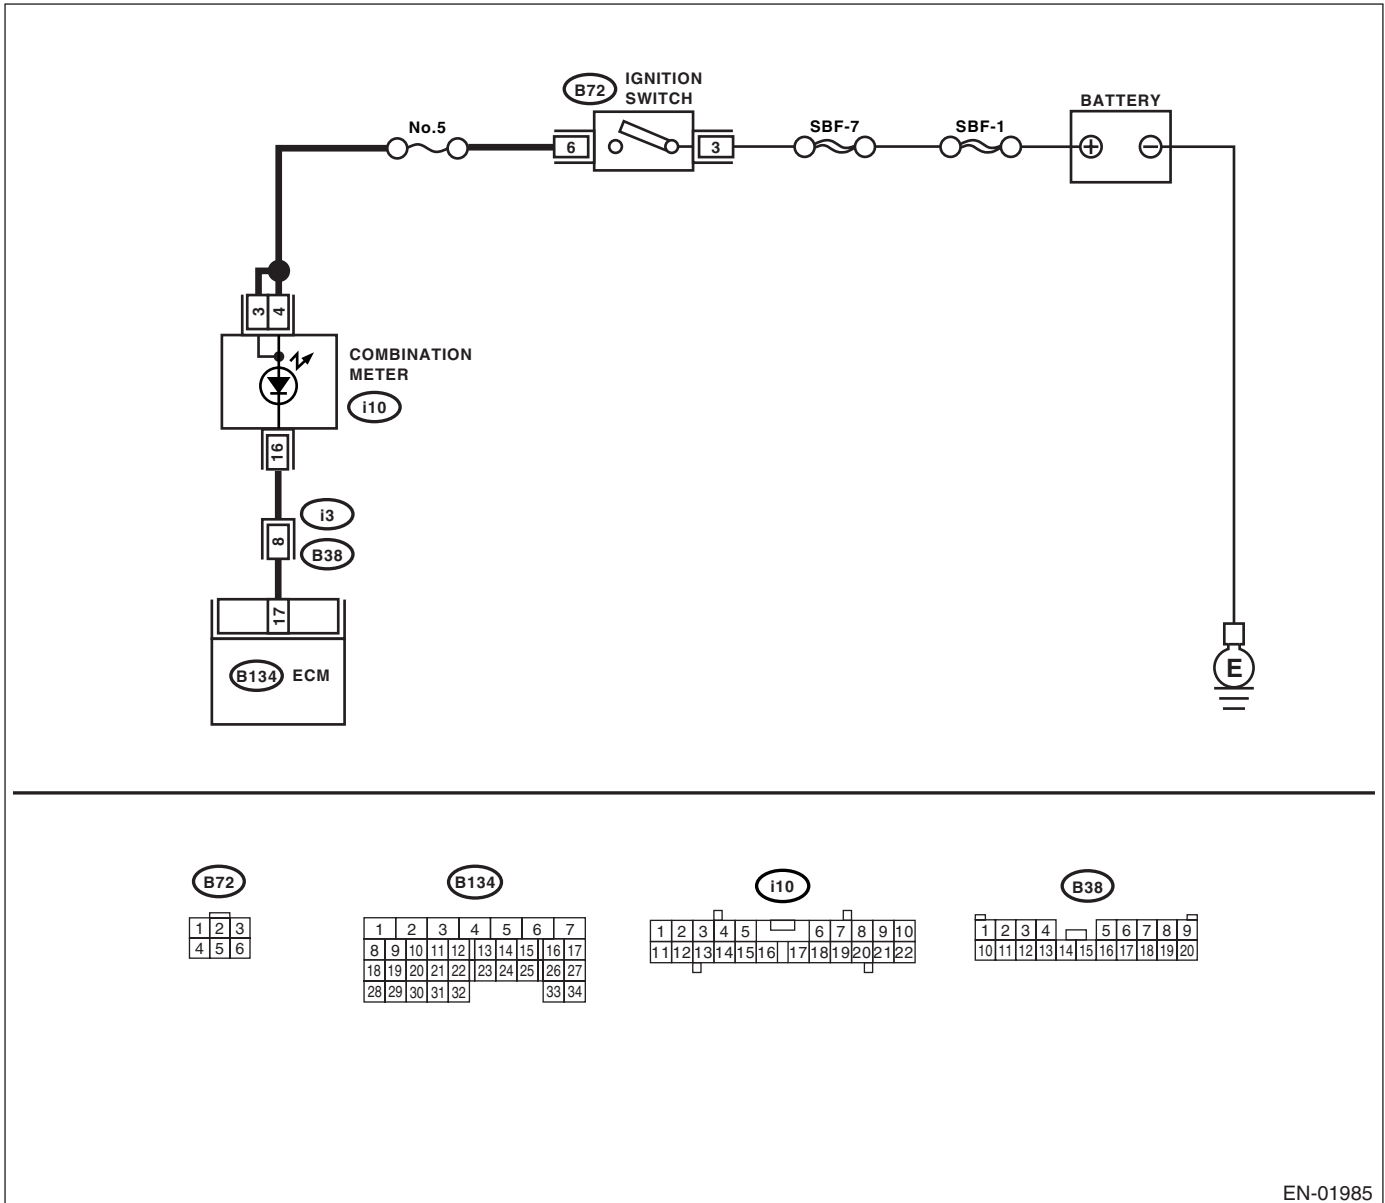 IGNITION
SWITCH
B72
BATTERY
No.5
SBF-7
SBF-1
6
3
3
4
COMBINATION
METER
i10
16
i3
8
B38
17
B134
ECM
E
B72
B134
i10
B38
1 2 3
4 5 6
1 2 3 4 5 6 7
8 9 10 11 12 13 14 15 16 17
18 19 20 21 22 23 24 25 26 27
28 29 30 31 32 33 34
1 2 3 4 5 6 7 8 9 10
11 12 13 14 15 16 17 18 19 20 21 22
1 2 3 4 5 6 7 8 9
10 11 12 13 14 15 16 17 18 19 20
EN-01985